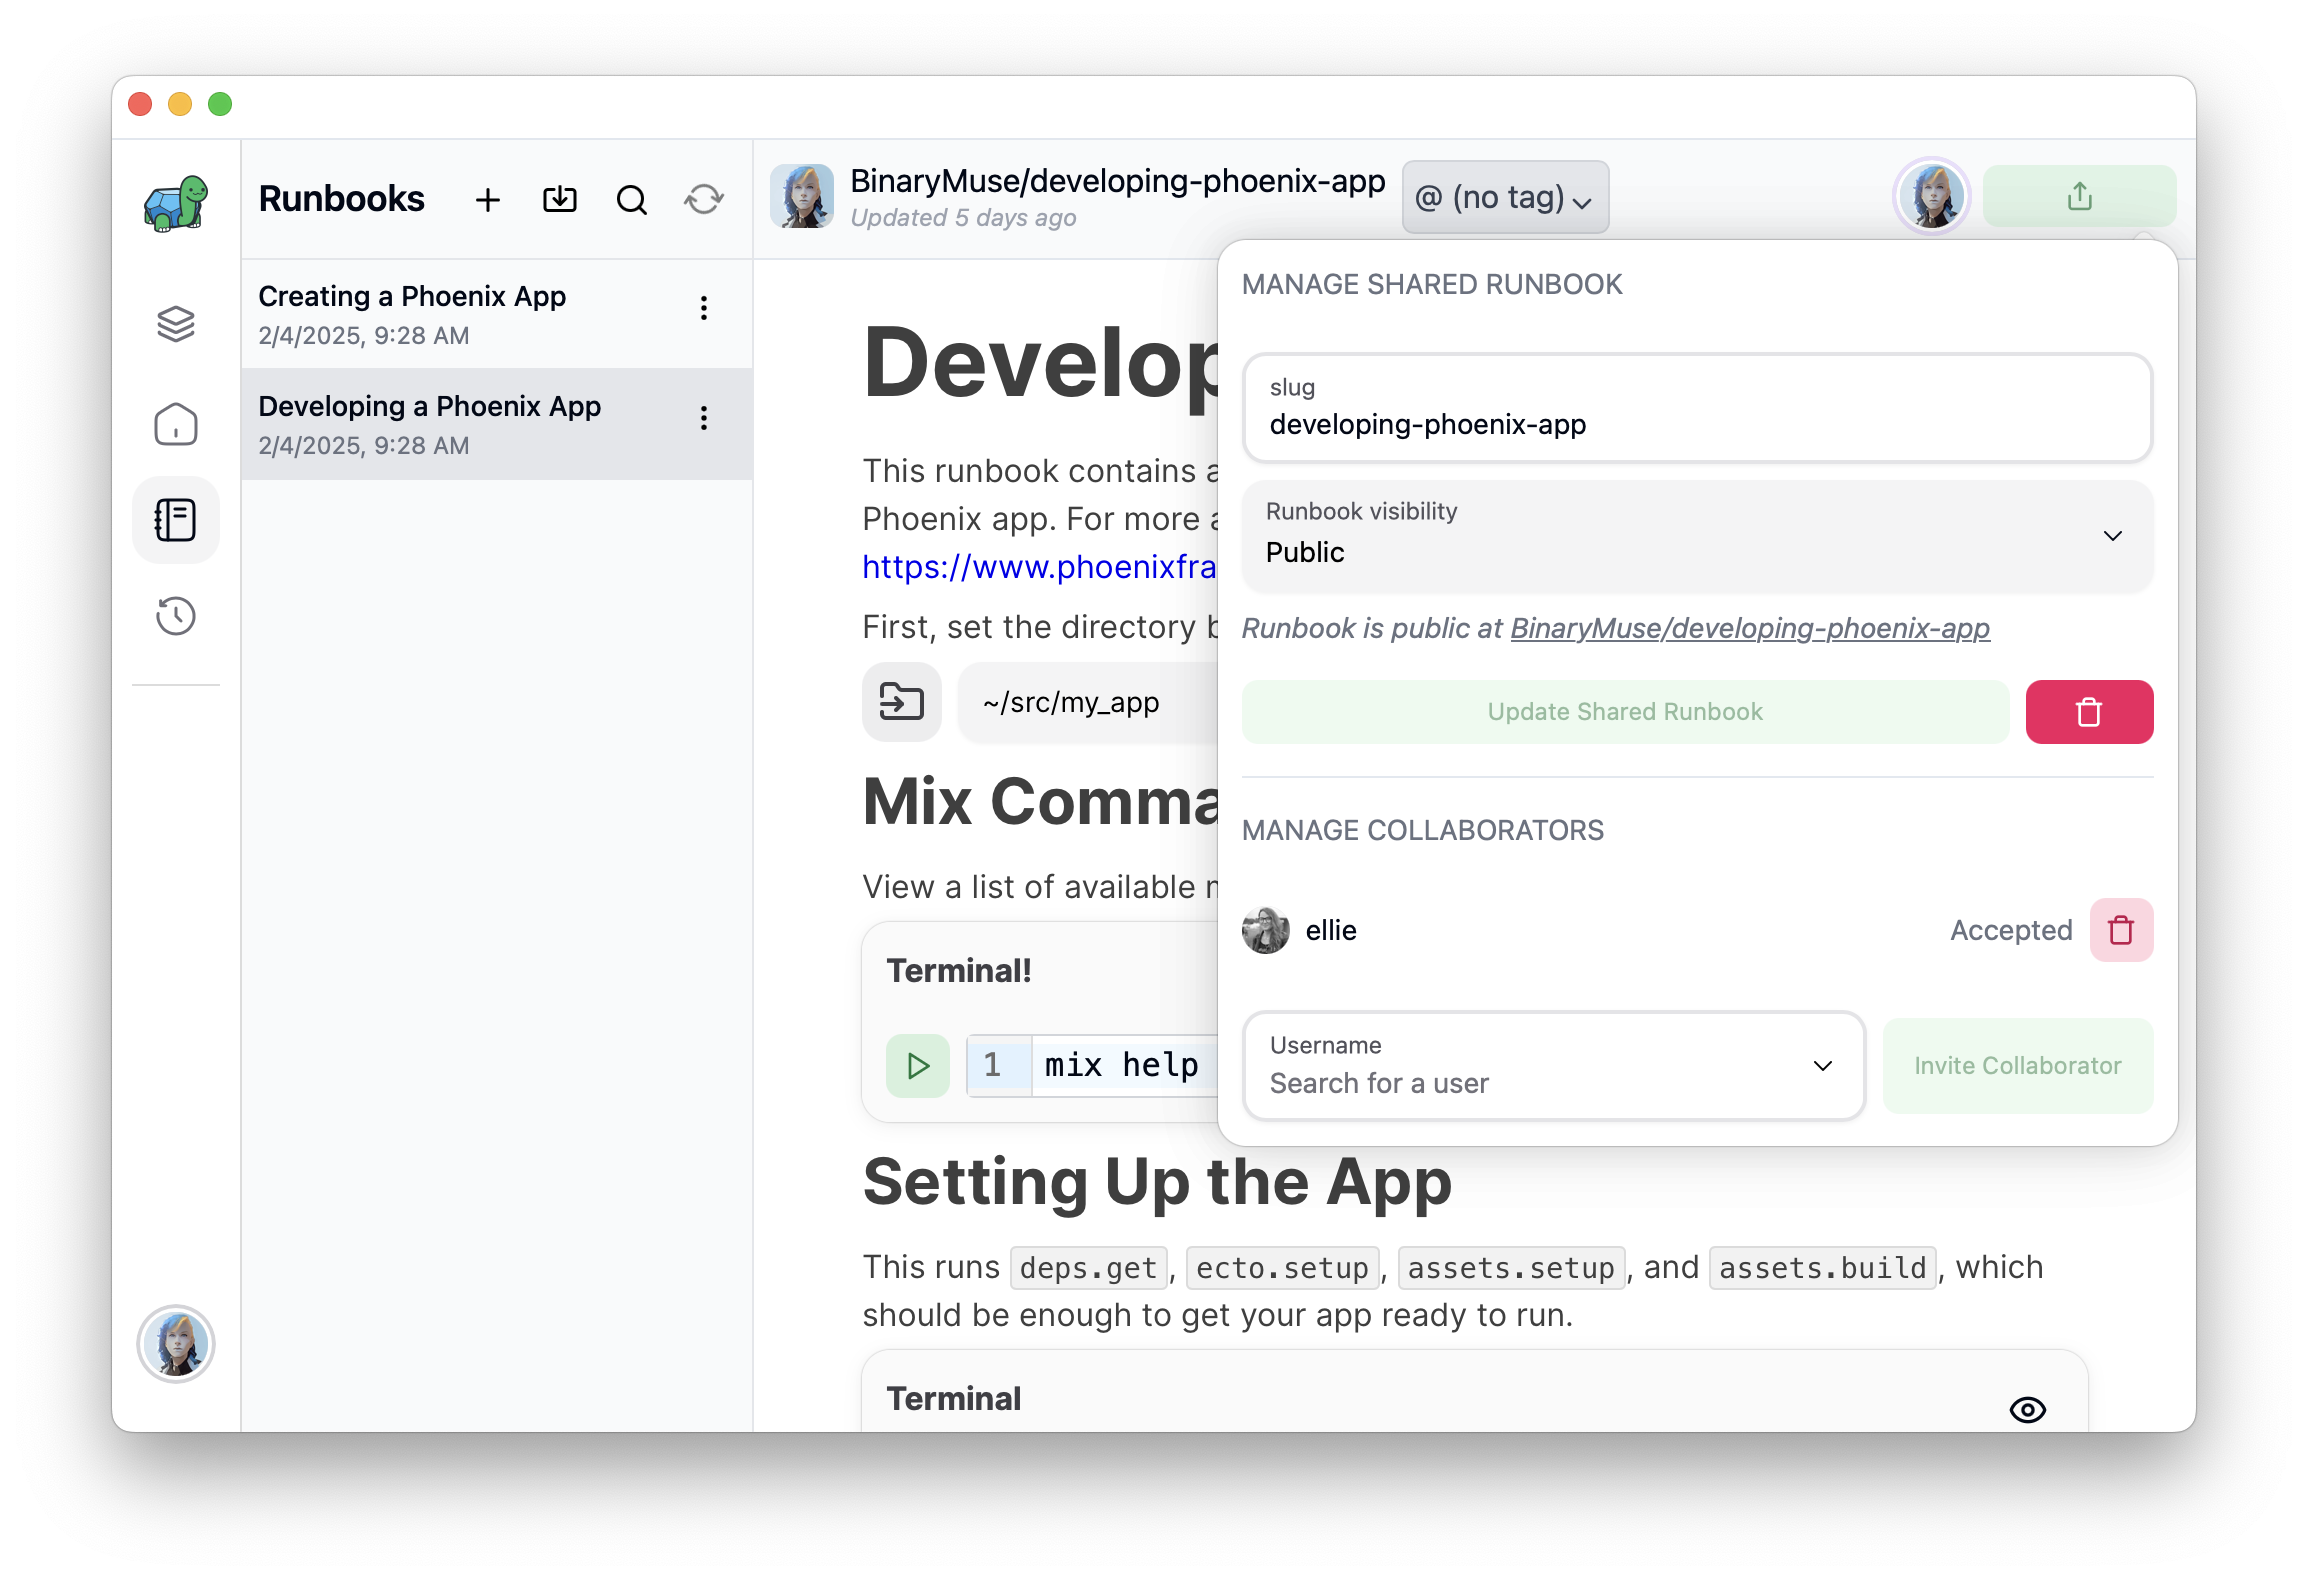 Runbooks
Creating a Phoenix App
2/4/2025, 9:28 AM
Developing a Phoenix App
2/4/2025, 9:28 AM
BinaryMuse/developing-phoenix-app
Updated 5 days ago
@ (no tag)
Develop
This runbook contains
Phoenix app. For more
https://www.phoenixfra
First, set the directory
~/src/my_app
Mix Comma
View a list of available
Terminal!
1 mix help
Setting Up the App
This runs deps.get, ecto.setup, assets.setup, and assets.build, which
should be enough to get your app ready to run.
Terminal
MANAGE SHARED RUNBOOK
slug
developing-phoenix-app
Runbook visibility
Public
Runbook is public at BinaryMuse/developing-phoenix-app
Update Shared Runbook
MANAGE COLLABORATORS
ellie
Accepted
Username
Search for a user
Invite Collaborator